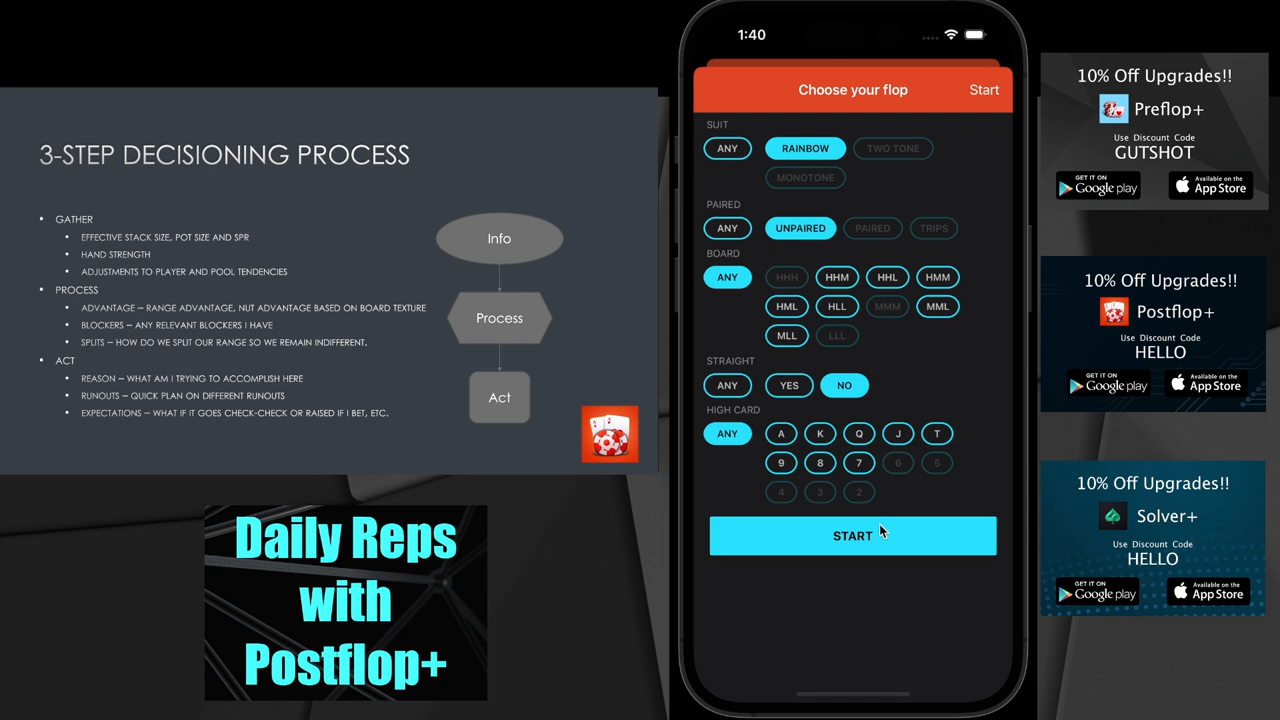 3-STEP DECISIONING PROCESS
• GATHER
• EFFECTIVE STACK SIZE, POT SIZE AND SPR
• HAND STRENGTH
• ADJUSTMENTS TO PLAYER AND POOL TENDENCIES
• PROCESS
• ADVANTAGE – RANGE ADVANTAGE, NUT ADVANTAGE BASED ON BOARD TEXTURE
• BLOCKERS – ANY RELEVANT BLOCKERS I HAVE
• SPLITS – HOW DO WE SPLIT OUR RANGE SO WE REMAIN INDIFFERENT.
• ACT
• REASON – WHAT AM I TRYING TO ACCOMPLISH HERE
• RUNOUTS – QUICK PLAN ON DIFFERENT RUNOUTS
• EXPECTATIONS – WHAT IF IT GOES CHECK-CHECK OR RAISED IF I BET, ETC.
Info
Process
Act
Daily Reps
with
Postflop+
1:40
Choose your flop Start
SUIT
ANY RAINBOW TWO TONE
MONOTONE
PAIRED
ANY UNPAIRED PAIRED TRIPS
BOARD
ANY HHH HHM HHL HMM
HML HLL MMM MML
MLL LLL
STRAIGHT
ANY YES NO
HIGH CARD
ANY A K Q J T
9 8 7 6 5
4 3 2
START
10% Off Upgrades!!
Preflop+
Use Discount Code
GUTSHOT
GET IT ON
Google play
Available on the
App Store
10% Off Upgrades!!
Postflop+
Use Discount Code
HELLO
GET IT ON
Google play
Available on the
App Store
10% Off Upgrades!!
Solver+
Use Discount Code
HELLO
GET IT ON
Google play
Available on the
App Store